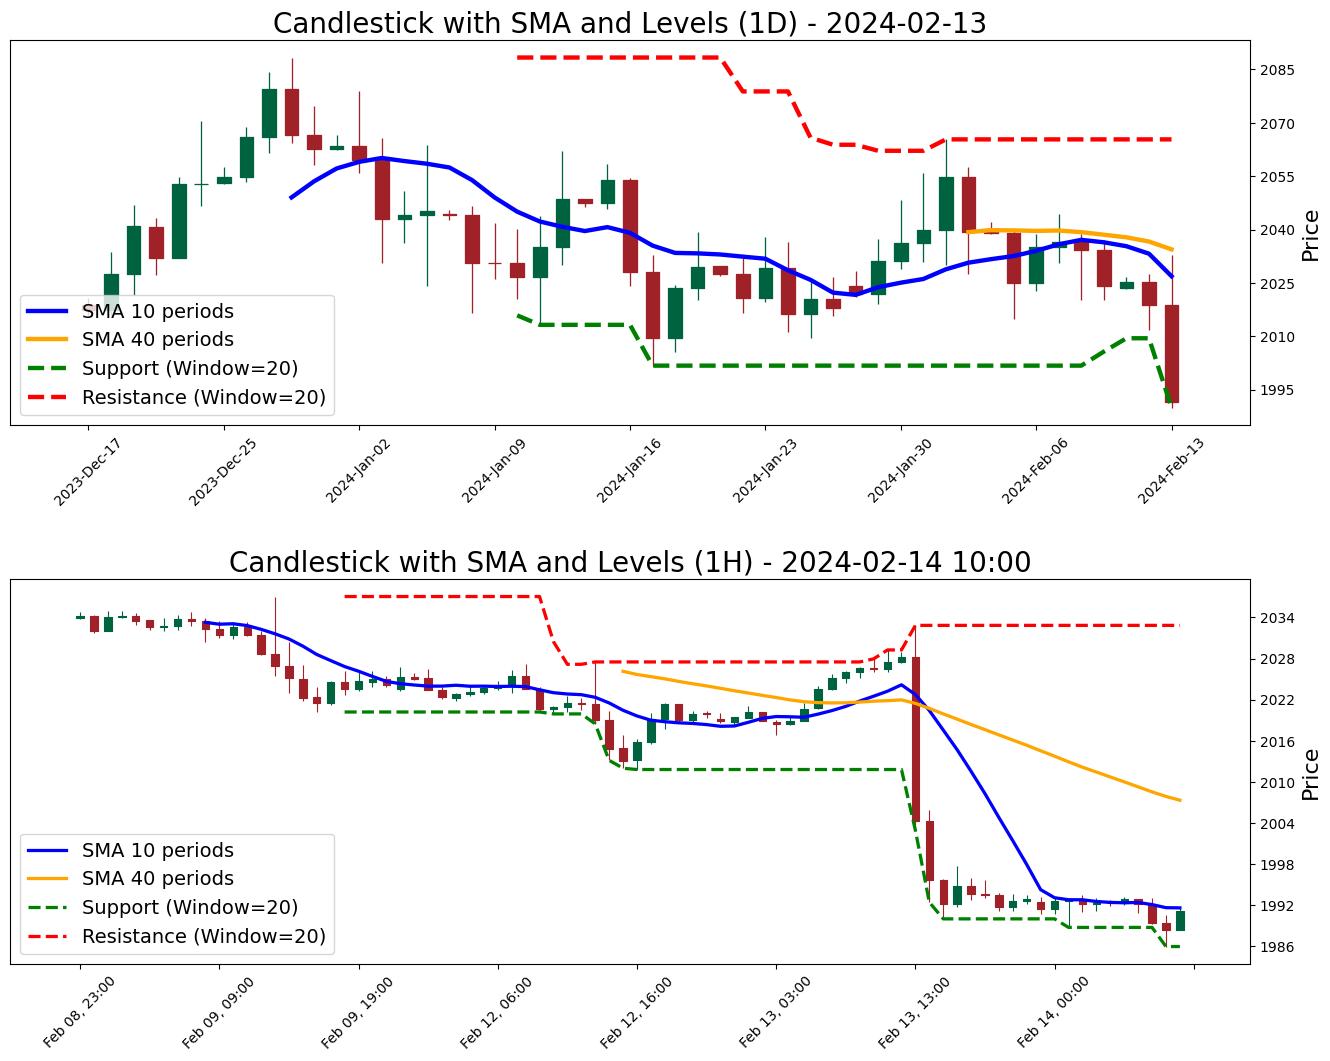 Candlestick with SMA and Levels (1D) - 2024-02-13
2085
2070
2055
2040
2025
2010
1995
Price
SMA 10 periods
SMA 40 periods
Support (Window=20)
Resistance (Window=20)
2023-Dec-17
2023-Dec-25
2024-Jan-02
2024-Jan-09
2024-Jan-16
2024-Jan-23
2024-Jan-30
2024-Feb-06
2024-Feb-13
Candlestick with SMA and Levels (1H) - 2024-02-14 10:00
2034
2028
2022
2016
2010
2004
1998
1992
1986
Price
SMA 10 periods
SMA 40 periods
Support (Window=20)
Resistance (Window=20)
Feb 08, 23:00
Feb 09, 09:00
Feb 09, 19:00
Feb 12, 06:00
Feb 12, 16:00
Feb 13, 03:00
Feb 13, 13:00
Feb 14, 00:00